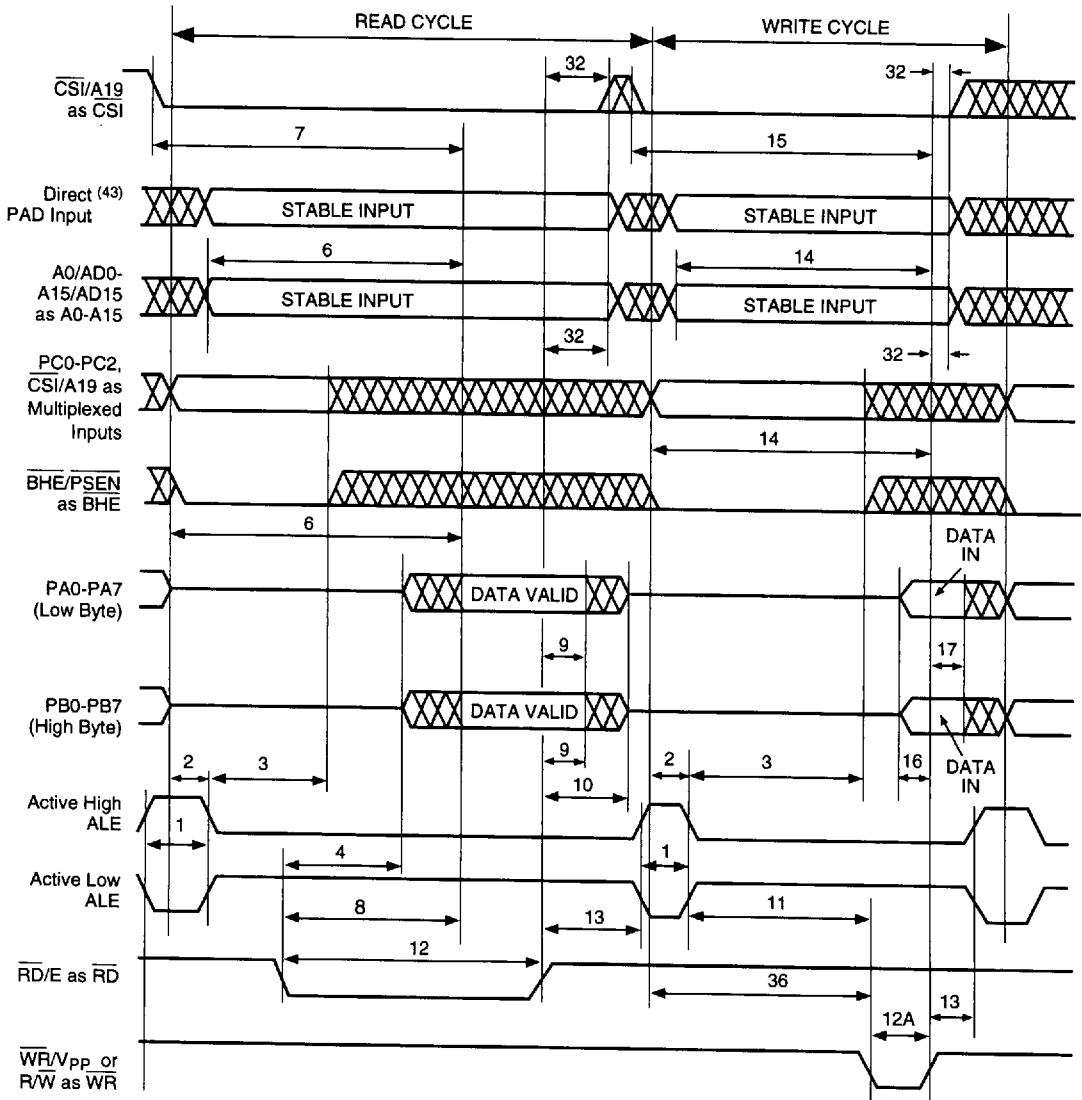 READ CYCLE
WRITE CYCLE
CSI/A19
as CSI
32
32
7
15
Direct (43)
PAD Input
STABLE INPUT
STABLE INPUT
6
14
A0/AD0-
A15/AD15
as A0-A15
STABLE INPUT
STABLE INPUT
32
32
PC0-PC2,
CSI/A19 as
Multiplexed
Inputs
14
BHE/PSEN
as BHE
6
DATA
IN
PA0-PA7
(Low Byte)
DATA VALID
9
17
PB0-PB7
(High Byte)
DATA VALID
9
DATA
IN
2
3
10
2
3
16
Active High
ALE
1
4
1
Active Low
ALE
8
11
12
13
RD/E as RD
36
12A
13
WR/VPP or
R/W as WR